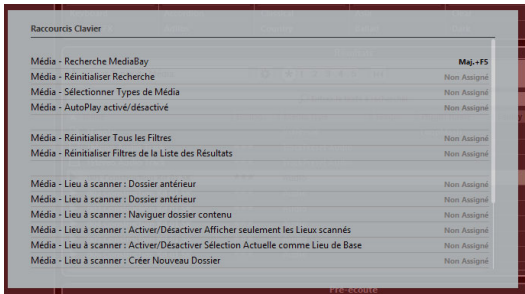 Raccourcis Clavier
Média - Recherche MediaBay Maj.+F5
Média - Réinitialiser Recherche Non Assigné
Média - Sélectionner Types de Média Non Assigné
Média - AutoPlay activé/désactivé Non Assigné
Média - Réinitialiser Tous les Filtres Non Assigné
Média - Réinitialiser Filtres de la Liste des Résultats Non Assigné
Média - Lieu à scanner : Dossier antérieur Non Assigné
Média - Lieu à scanner : Dossier antérieur Non Assigné
Média - Lieu à scanner : Naviguer dossier contenu Non Assigné
Média - Lieu à scanner : Activer/Désactiver Afficher seulement les Lieux scannés Non Assigné
Média - Lieu à scanner : Activer/Désactiver Sélection Actuelle comme Lieu de Base Non Assigné
Média - Lieu à scanner : Créer Nouveau Dossier Non Assigné
Pré-écoute